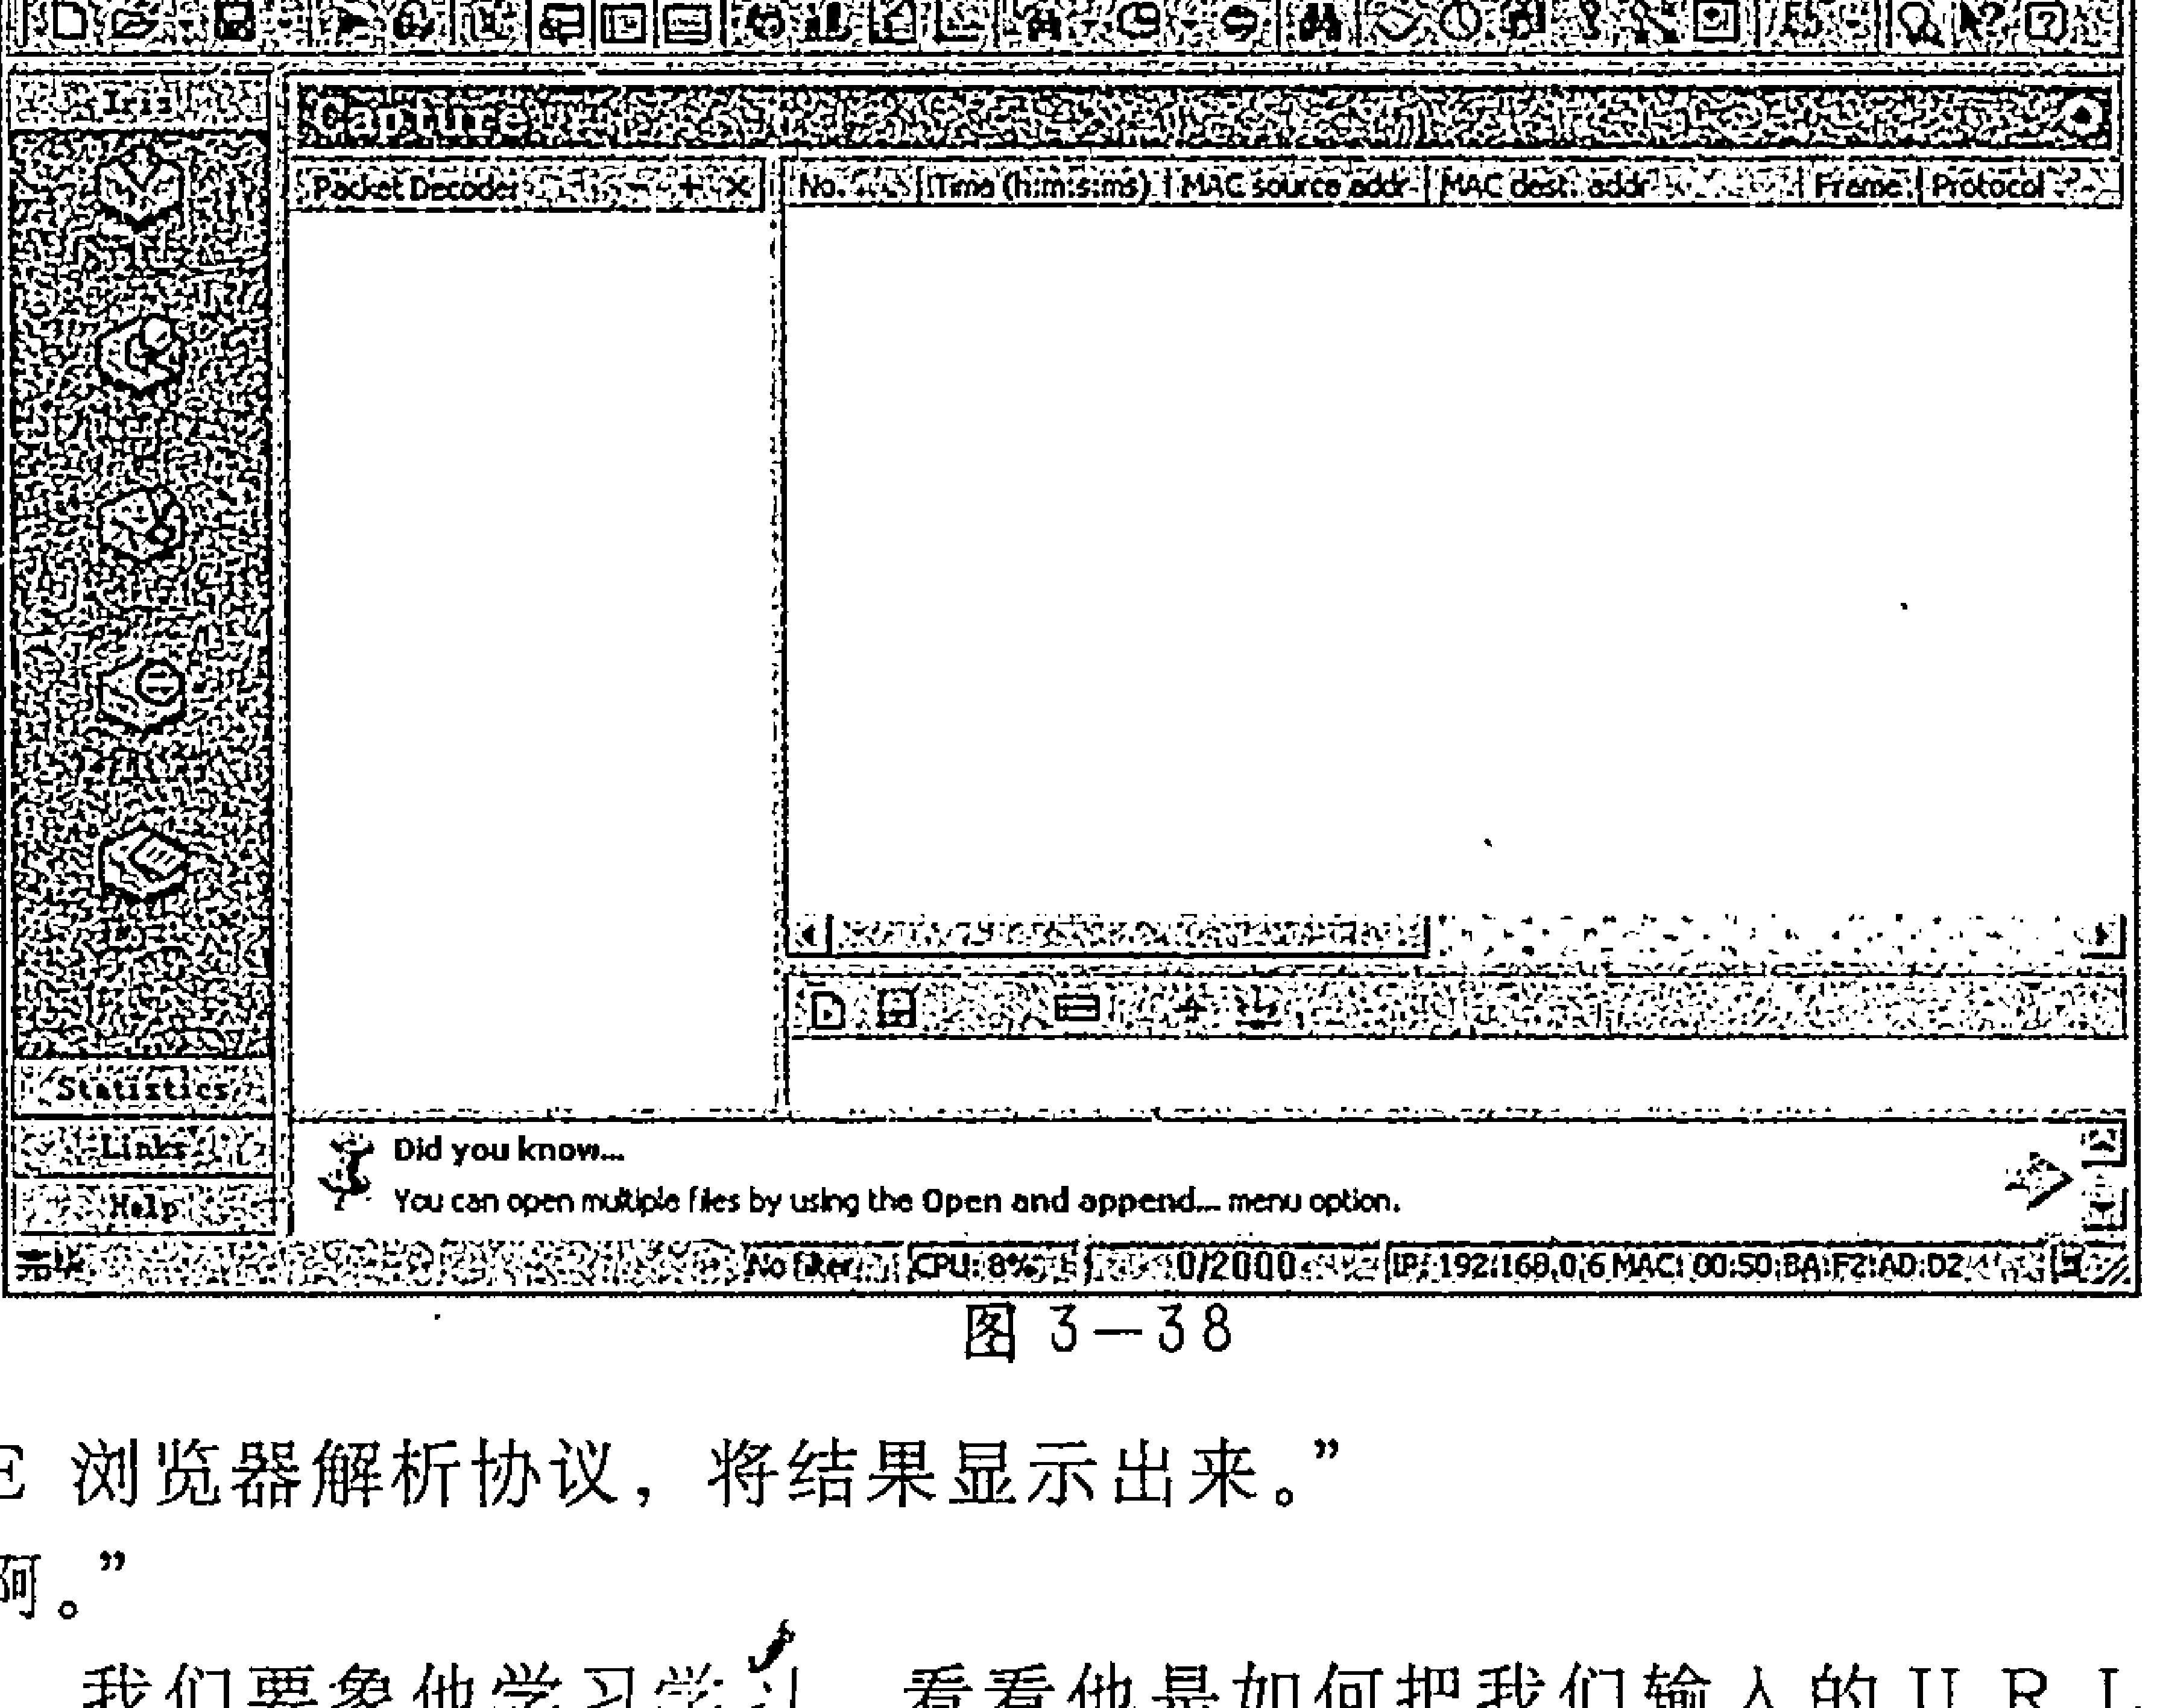 Iris
Capture
Packet Decoder
No. Time (h:m:s:ms) MAC source addr MAC dest. addr Frame Protocol
Statistics
Links
Help
Did you know...
You can open multiple files by using the Open and append... menu option.
No filter CPU: 8% 0/2000 IP: 192.168.0.6 MAC: 00:50:BA:F2:AD:D2
图 3—38
E 浏览器解析协议，将结果显示出来。”
啊。”
我们要象他学习学习 看看他是如何把我们输入的URL